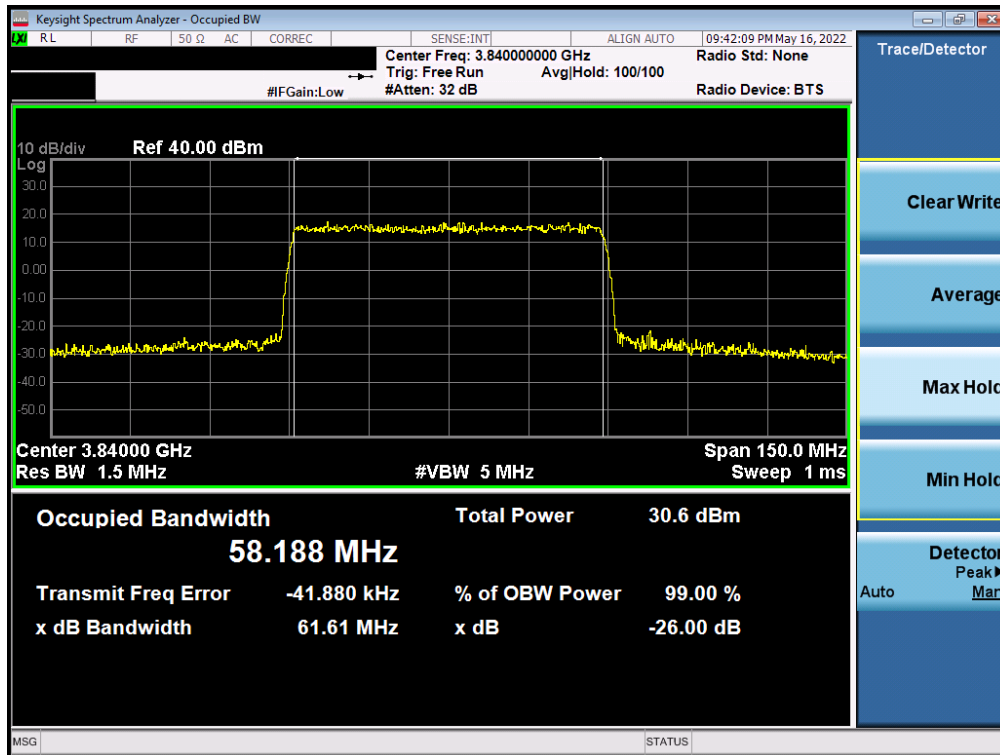 Keysight Spectrum Analyzer - Occupied BW
LXI RL RF 50 Ω AC CORREC SENSE:INT ALIGN AUTO 09:42:09 PM May 16, 2022
Center Freq: 3.840000000 GHz Radio Std: None
Trig: Free Run Avg|Hold: 100/100
#IFGain:Low #Atten: 32 dB Radio Device: BTS
Trace/Detector
10 dB/div Ref 40.00 dBm
Log
30.0
20.0
10.0
0.00
-10.0
-20.0
-30.0
-40.0
-50.0
Center 3.84000 GHz Span 150.0 MHz
Res BW 1.5 MHz #VBW 5 MHz Sweep 1 ms
Occupied Bandwidth Total Power 30.6 dBm
58.188 MHz
Transmit Freq Error -41.880 kHz % of OBW Power 99.00 %
x dB Bandwidth 61.61 MHz x dB -26.00 dB
Clear Write
Average
Max Hold
Min Hold
Detector
Peak
Auto Man
MSG STATUS